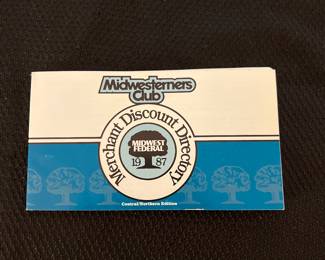 Midwesterners
Club
Merchant Discount Directory
MIDWEST
FEDERAL
19 87
Central/Northern Edition